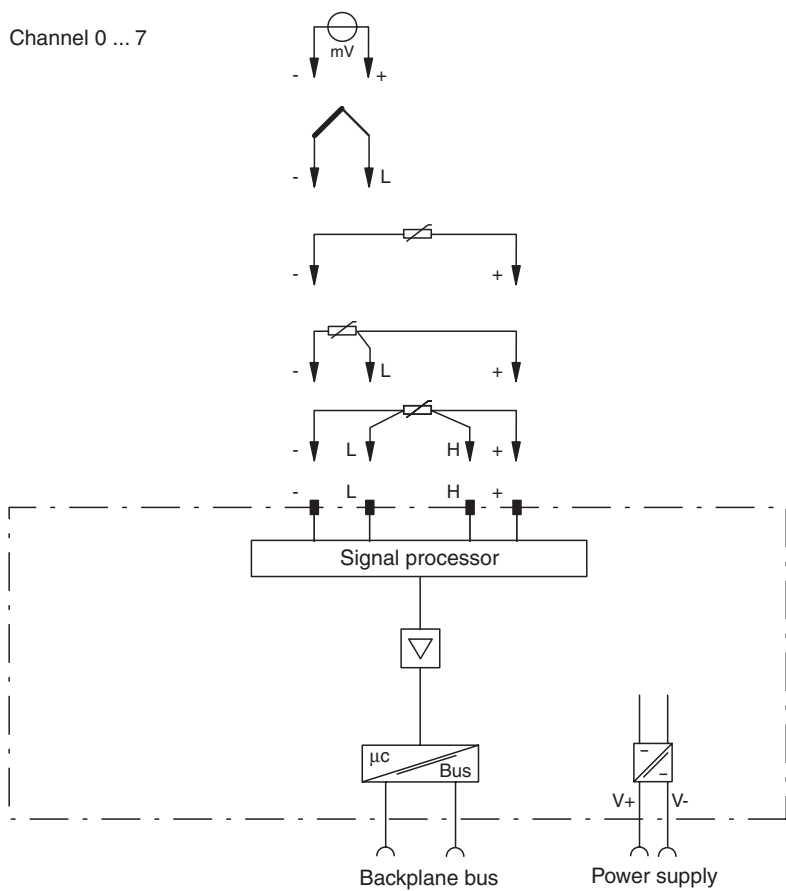 Channel 0 ... 7
mV
- +
- L
- +
- L +
- L H +
- L H +
Signal processor
µc
Bus
V+ V-
Backplane bus
Power supply